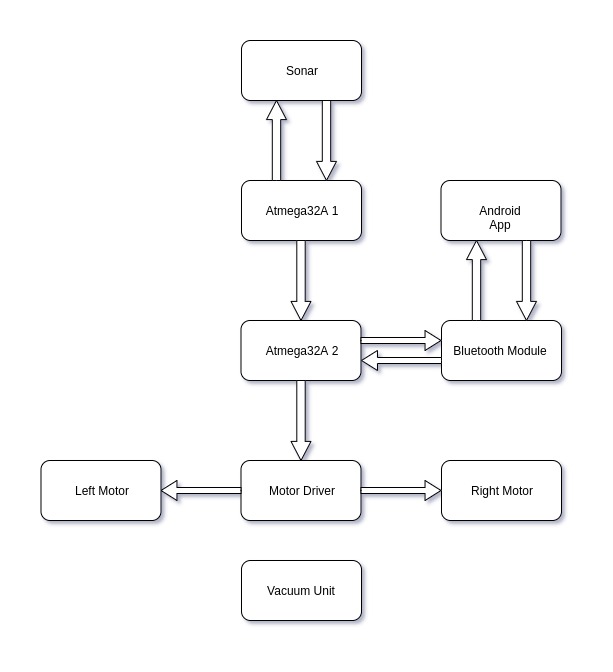 Sonar
Atmega32A 1
Android
App
Atmega32A 2
Bluetooth Module
Left Motor
Motor Driver
Right Motor
Vacuum Unit